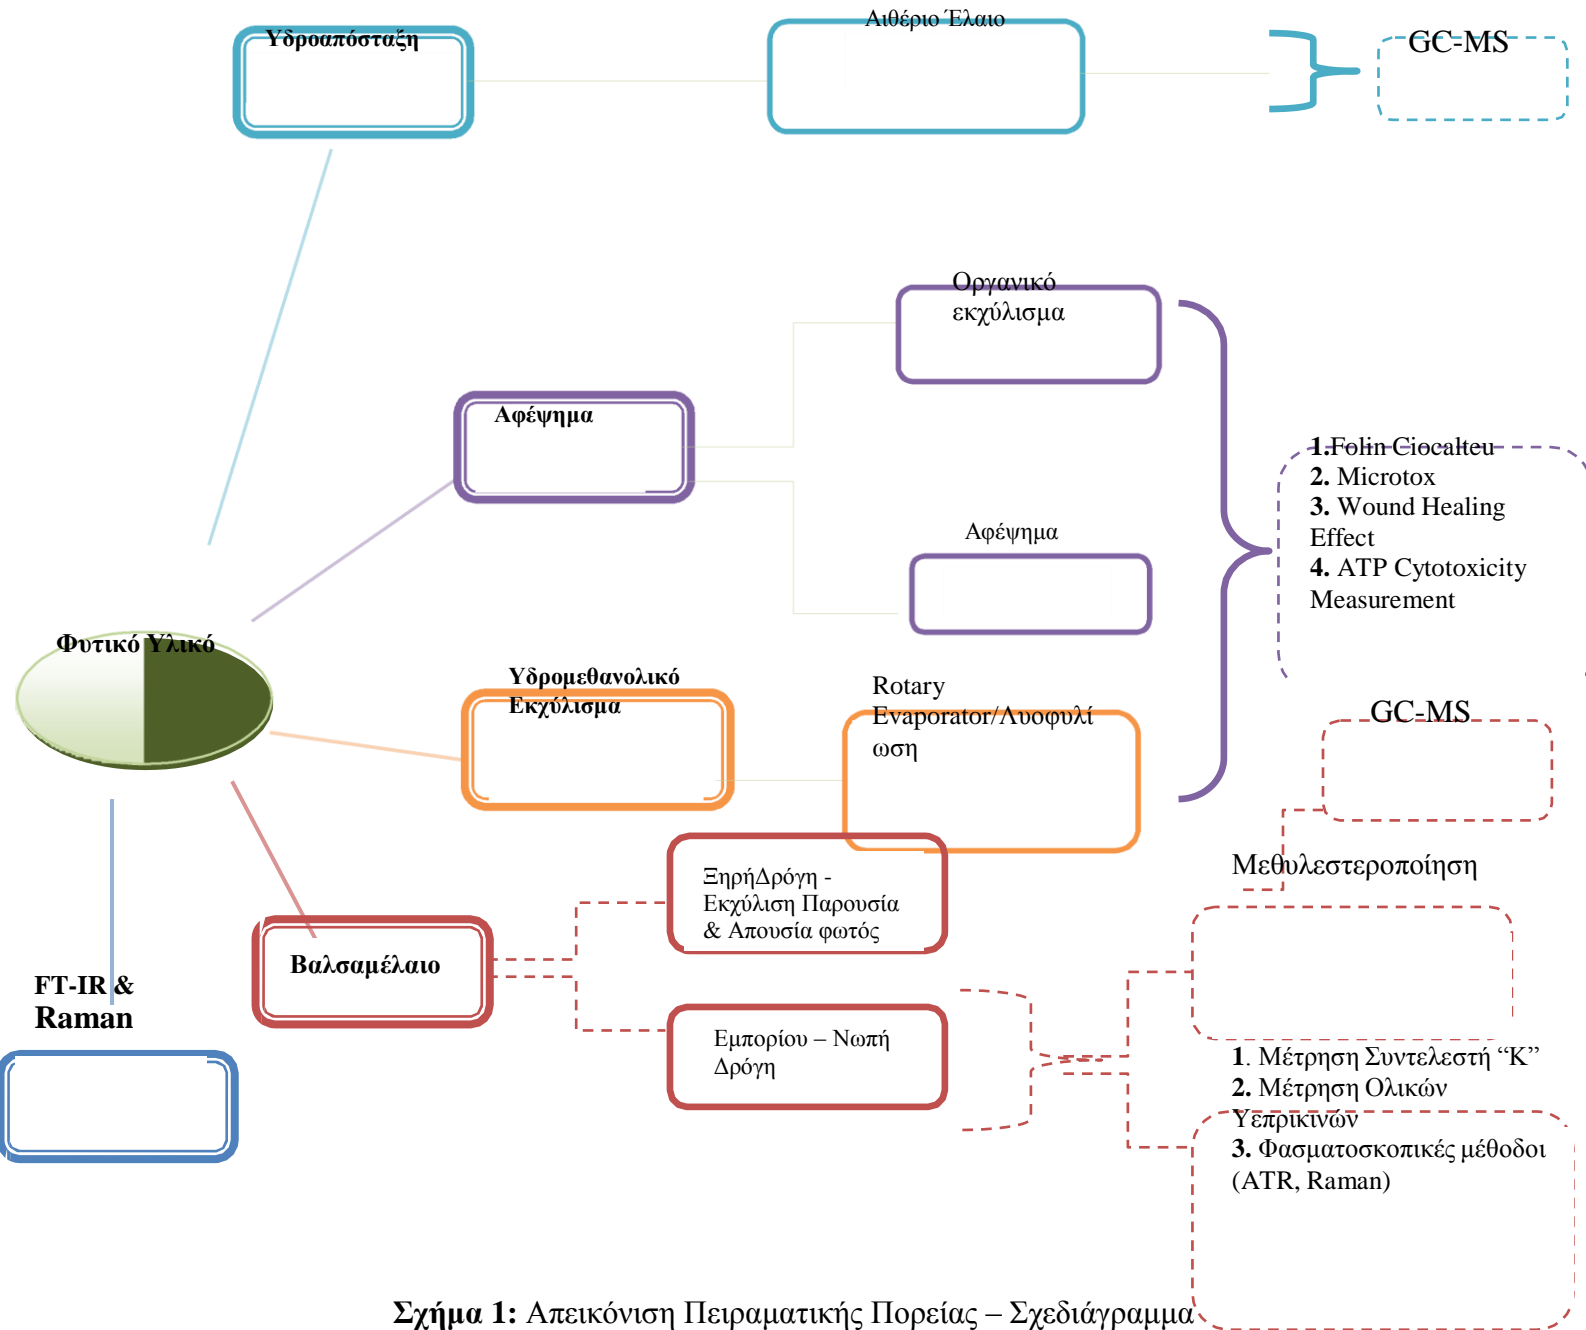 Υδροαπόσταξη
Αιθέριο Έλαιο
GC-MS
Οργανικό
εκχύλισμα
Αφέψημα
Αφέψημα
1.Folin Ciocalteu
2. Microtox
3. Wound Healing
Effect
4. ATP Cytotoxicity
Measurement
Φυτικό Υλικό
Υδρομεθανολικό
Εκχύλισμα
Rotary
Evaporator/Λυοφυλί
ωση
GC-MS
ΞηρήΔρόγη -
Εκχύλιση Παρουσία
& Απουσία φωτός
Μεθυλεστεροποίηση
Βαλσαμέλαιο
FT-IR &
Raman
Εμπορίου – Νωπή
Δρόγη
1. Μέτρηση Συντελεστή “Κ”
2. Μέτρηση Ολικών
Υεπρικινών
3. Φασματοσκοπικές μέθοδοι
(ATR, Raman)
Σχήμα 1: Απεικόνιση Πειραματικής Πορείας – Σχεδιάγραμμα